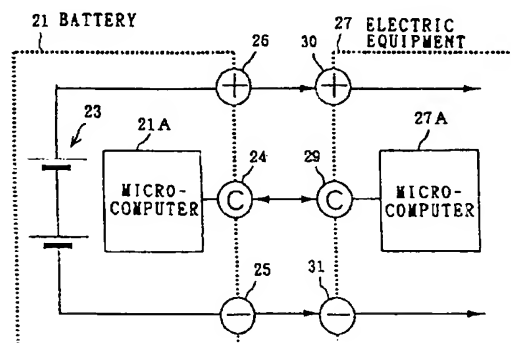 21 BATTERY
27 ELECTRIC
EQUIPMENT
26
30
+
+
23
21A
24
29
27A
MICRO-
COMPUTER
C
C
MICRO-
COMPUTER
25
31
−
−